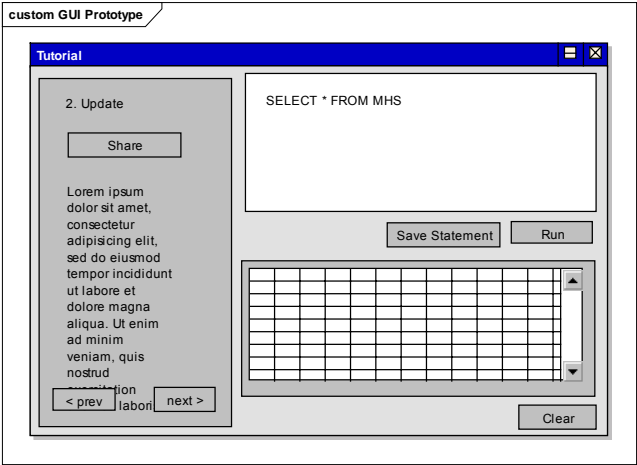 custom GUI Prototype
Tutorial
2. Update
Share
Lorem ipsum
dolor sit amet,
consectetur
adipisicing elit,
sed do eiusmod
tempor incididunt
ut labore et
dolore magna
aliqua. Ut enim
ad minim
veniam, quis
nostrud
< prev
next >
SELECT * FROM MHS
Save Statement
Run
Clear